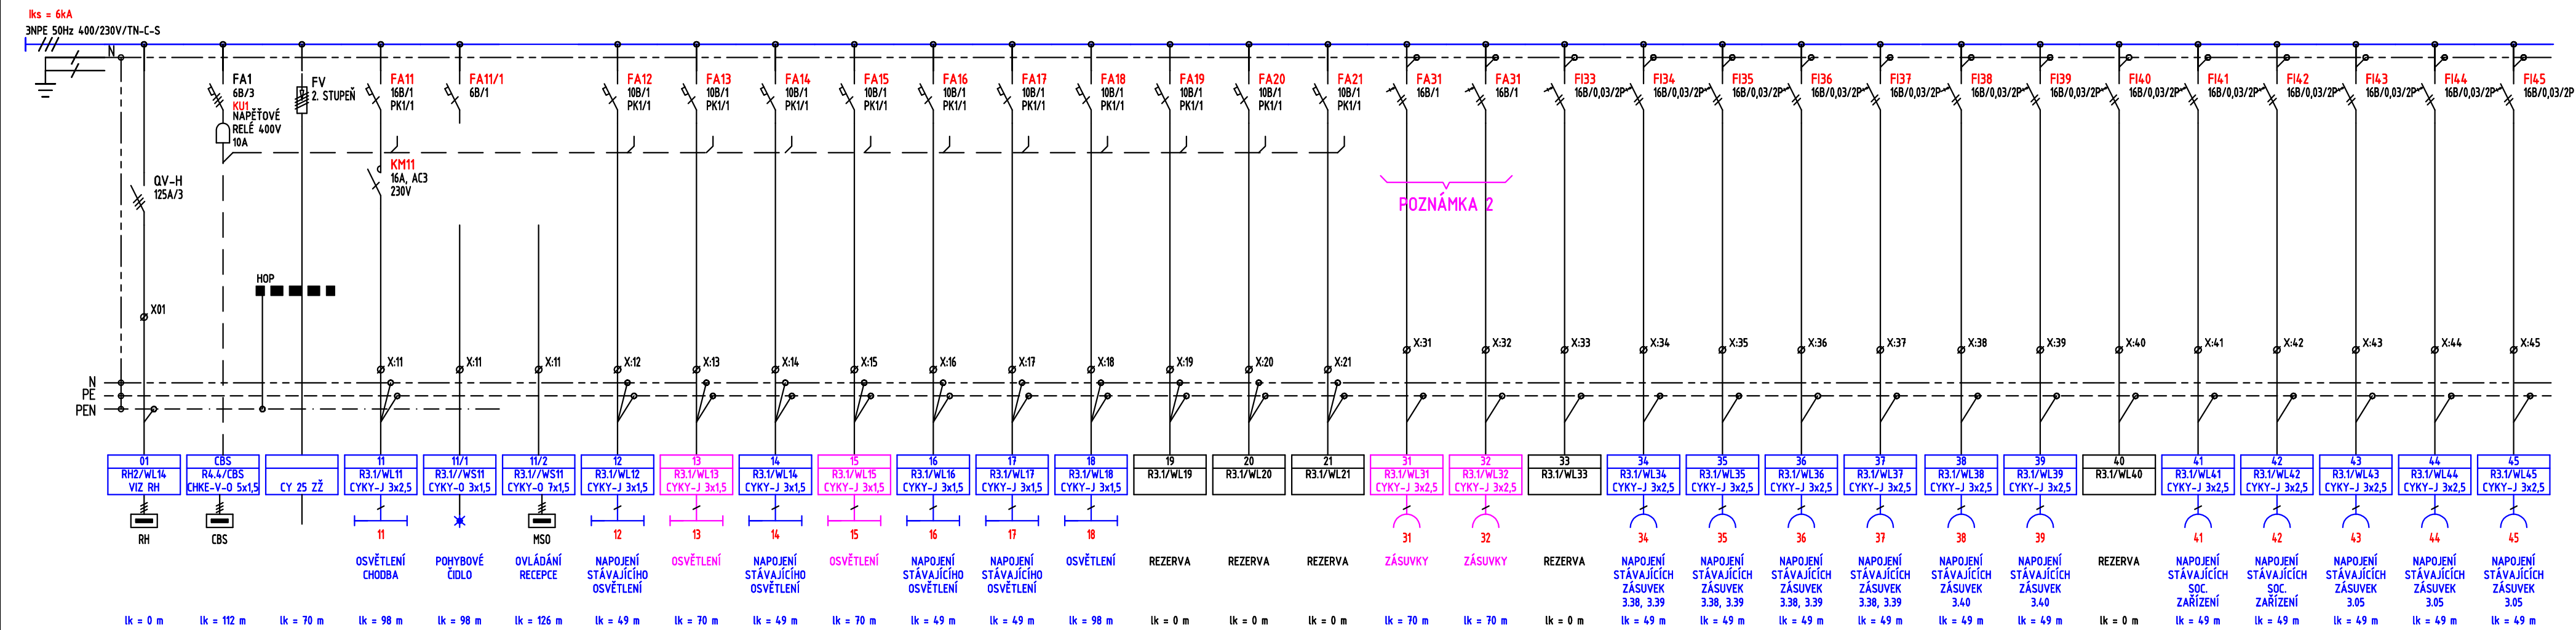 Iks = 6kA
3NPE 50Hz 400/230V/TN-C-S
N
FA1
6B/3
KU1
NAPĚŤOVÉ
RELÉ 400V
10A
FV
2. STUPEŇ
FA11
16B/1
PK1/1
FA11/1
6B/1
FA12
10B/1
PK1/1
FA13
10B/1
PK1/1
FA14
10B/1
PK1/1
FA15
10B/1
PK1/1
FA16
10B/1
PK1/1
FA17
10B/1
PK1/1
FA18
10B/1
PK1/1
FA19
10B/1
PK1/1
FA20
10B/1
PK1/1
FA21
10B/1
PK1/1
FA31
16B/1
FA31
16B/1
FI33
16B/0,03/2P
FI34
16B/0,03/2P
FI35
16B/0,03/2P
FI36
16B/0,03/2P
FI37
16B/0,03/2P
FI38
16B/0,03/2P
FI39
16B/0,03/2P
FI40
16B/0,03/2P
FI41
16B/0,03/2P
FI42
16B/0,03/2P
FI43
16B/0,03/2P
FI44
16B/0,03/2P
FI45
16B/0,03/2P
QV-H
125A/3
KM11
16A, AC3
230V
POZNÁMKA 2
HOP
X01
X:11
X:11
X:11
X:12
X:13
X:14
X:15
X:16
X:17
X:18
X:19
X:20
X:21
X:31
X:32
X:33
X:34
X:35
X:36
X:37
X:38
X:39
X:40
X:41
X:42
X:43
X:44
X:45
N
PE
PEN
01
RH2/WL14
VIZ RH
RH
lk = 0 m
CBS
R4.4/CBS
CHKE-V-O 5x1,5
CBS
lk = 112 m
CY 25 ZŽ
lk = 70 m
11
R3.1/WL11
CYKY-J 3x2,5
11
OSVĚTLENÍ
CHODBA
lk = 98 m
11/1
R3.1//WS11
CYKY-O 3x1,5
POHYBOVÉ
ČIDLO
lk = 98 m
11/2
R3.1//WS11
CYKY-O 7x1,5
MSO
OVLÁDÁNÍ
RECEPCE
lk = 126 m
12
R3.1/WL12
CYKY-J 3x1,5
12
NAPOJENÍ
STÁVAJÍCÍHO
OSVĚTLENÍ
lk = 49 m
13
R3.1/WL13
CYKY-J 3x1,5
13
OSVĚTLENÍ
lk = 70 m
14
R3.1/WL14
CYKY-J 3x1,5
14
NAPOJENÍ
STÁVAJÍCÍHO
OSVĚTLENÍ
lk = 49 m
15
R3.1/WL15
CYKY-J 3x1,5
15
OSVĚTLENÍ
lk = 70 m
16
R3.1/WL16
CYKY-J 3x1,5
16
NAPOJENÍ
STÁVAJÍCÍHO
OSVĚTLENÍ
lk = 49 m
17
R3.1/WL17
CYKY-J 3x1,5
17
NAPOJENÍ
STÁVAJÍCÍHO
OSVĚTLENÍ
lk = 49 m
18
R3.1/WL18
CYKY-J 3x1,5
18
OSVĚTLENÍ
lk = 98 m
19
R3.1/WL19
REZERVA
lk = 0 m
20
R3.1/WL20
REZERVA
lk = 0 m
21
R3.1/WL21
REZERVA
lk = 0 m
31
R3.1/WL31
CYKY-J 3x2,5
31
ZÁSUVKY
lk = 70 m
32
R3.1/WL32
CYKY-J 3x2,5
32
ZÁSUVKY
lk = 70 m
33
R3.1/WL33
REZERVA
lk = 0 m
34
R3.1/WL34
CYKY-J 3x2,5
34
NAPOJENÍ
STÁVAJÍCÍCH
ZÁSUVEK
3.38, 3.39
lk = 49 m
35
R3.1/WL35
CYKY-J 3x2,5
35
NAPOJENÍ
STÁVAJÍCÍCH
ZÁSUVEK
3.38, 3.39
lk = 49 m
36
R3.1/WL36
CYKY-J 3x2,5
36
NAPOJENÍ
STÁVAJÍCÍCH
ZÁSUVEK
3.38, 3.39
lk = 49 m
37
R3.1/WL37
CYKY-J 3x2,5
37
NAPOJENÍ
STÁVAJÍCÍCH
ZÁSUVEK
3.38, 3.39
lk = 49 m
38
R3.1/WL38
CYKY-J 3x2,5
38
NAPOJENÍ
STÁVAJÍCÍCH
ZÁSUVEK
3.40
lk = 49 m
39
R3.1/WL39
CYKY-J 3x2,5
39
NAPOJENÍ
STÁVAJÍCÍCH
ZÁSUVEK
3.40
lk = 49 m
40
R3.1/WL40
REZERVA
lk = 0 m
41
R3.1/WL41
CYKY-J 3x2,5
41
NAPOJENÍ
STÁVAJÍCÍCH
SOC.
ZAŘÍZENÍ
lk = 49 m
42
R3.1/WL42
CYKY-J 3x2,5
42
NAPOJENÍ
STÁVAJÍCÍCH
SOC.
ZAŘÍZENÍ
lk = 49 m
43
R3.1/WL43
CYKY-J 3x2,5
43
NAPOJENÍ
STÁVAJÍCÍCH
ZÁSUVEK
3.05
lk = 49 m
44
R3.1/WL44
CYKY-J 3x2,5
44
NAPOJENÍ
STÁVAJÍCÍCH
ZÁSUVEK
3.05
lk = 49 m
45
R3.1/WL45
CYKY-J 3x2,5
45
NAPOJENÍ
STÁVAJÍCÍCH
ZÁSUVEK
3.05
lk = 49 m